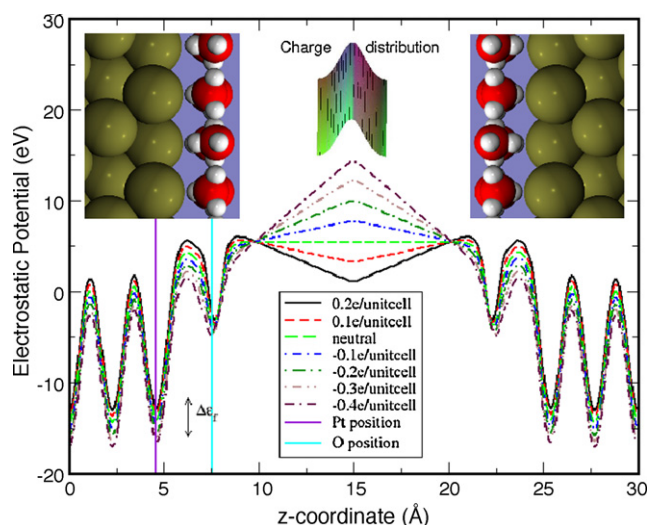 Charge distribution
Electrostatic Potential (eV)
30
20
10
0
-10
-20
Δεf
0.2e/unitcell
0.1e/unitcell
neutral
-0.1e/unitcell
-0.2e/unitcell
-0.3e/unitcell
-0.4e/unitcell
Pt position
O position
0
5
10
15
20
25
30
z-coordinate (Å)